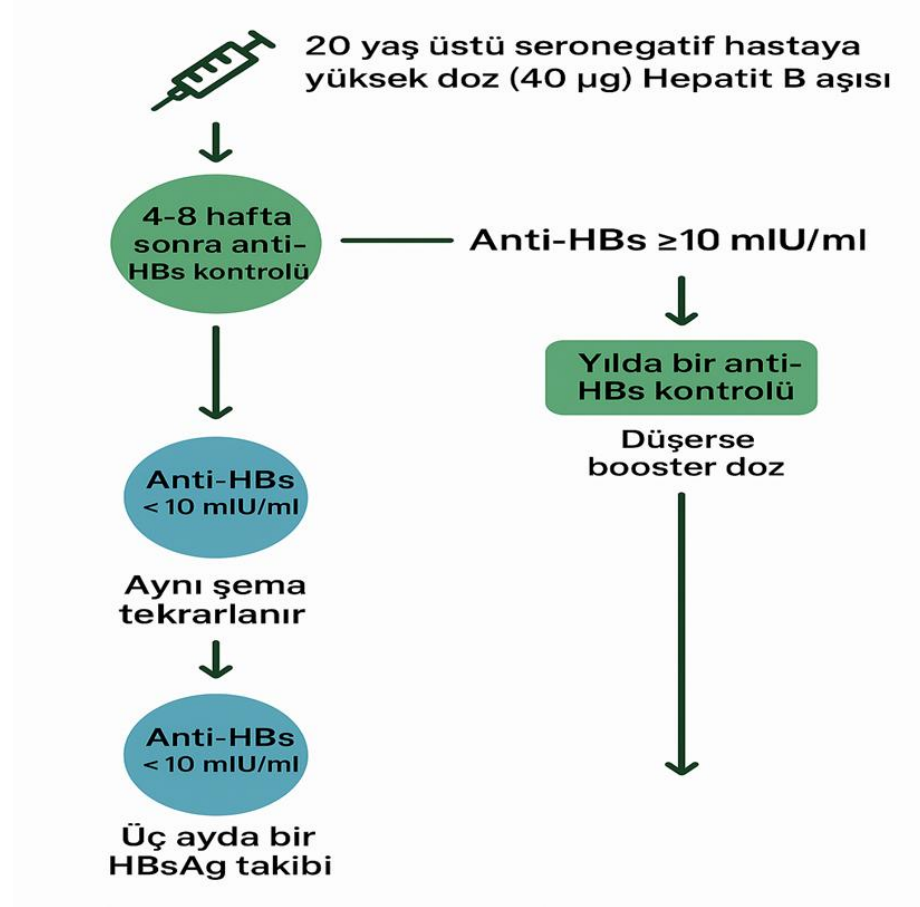 20 yaş üstü seronegatif hastaya
yüksek doz (40 µg) Hepatit B aşısı
4-8 hafta
sonra anti-
HBs kontrolü
Anti-HBs ≥10 mIU/ml
Yılda bir anti-
HBs kontrolü
Düşerse
booster doz
Anti-HBs
< 10 mIU/ml
Aynı şema
tekrarlanır
Anti-HBs
< 10 mIU/ml
Üç ayda bir
HBsAg takibi